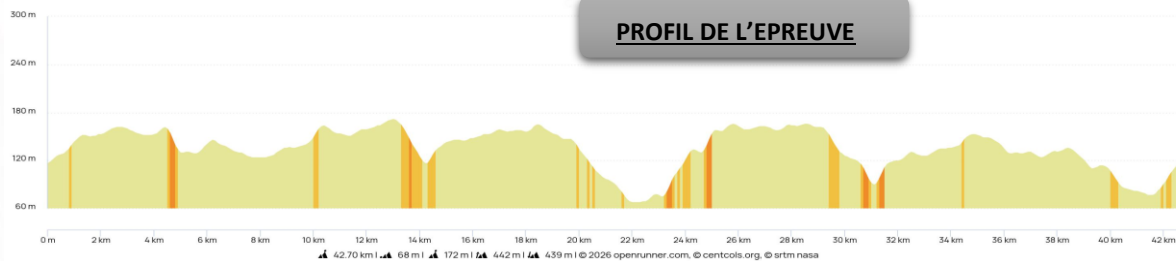 PROFIL DE L'EPREUVE
300 m
240 m
180 m
120 m
60 m
0 m 2 km 4 km 6 km 8 km 10 km 12 km 14 km 16 km 18 km 20 km 22 km 24 km 26 km 28 km 30 km 32 km 34 km 36 km 38 km 40 km 42 km
42.70 km | 68 m | 172 m | 442 m | 439 m | © 2026 openrunner.com, © centcols.org, © srtm nasa